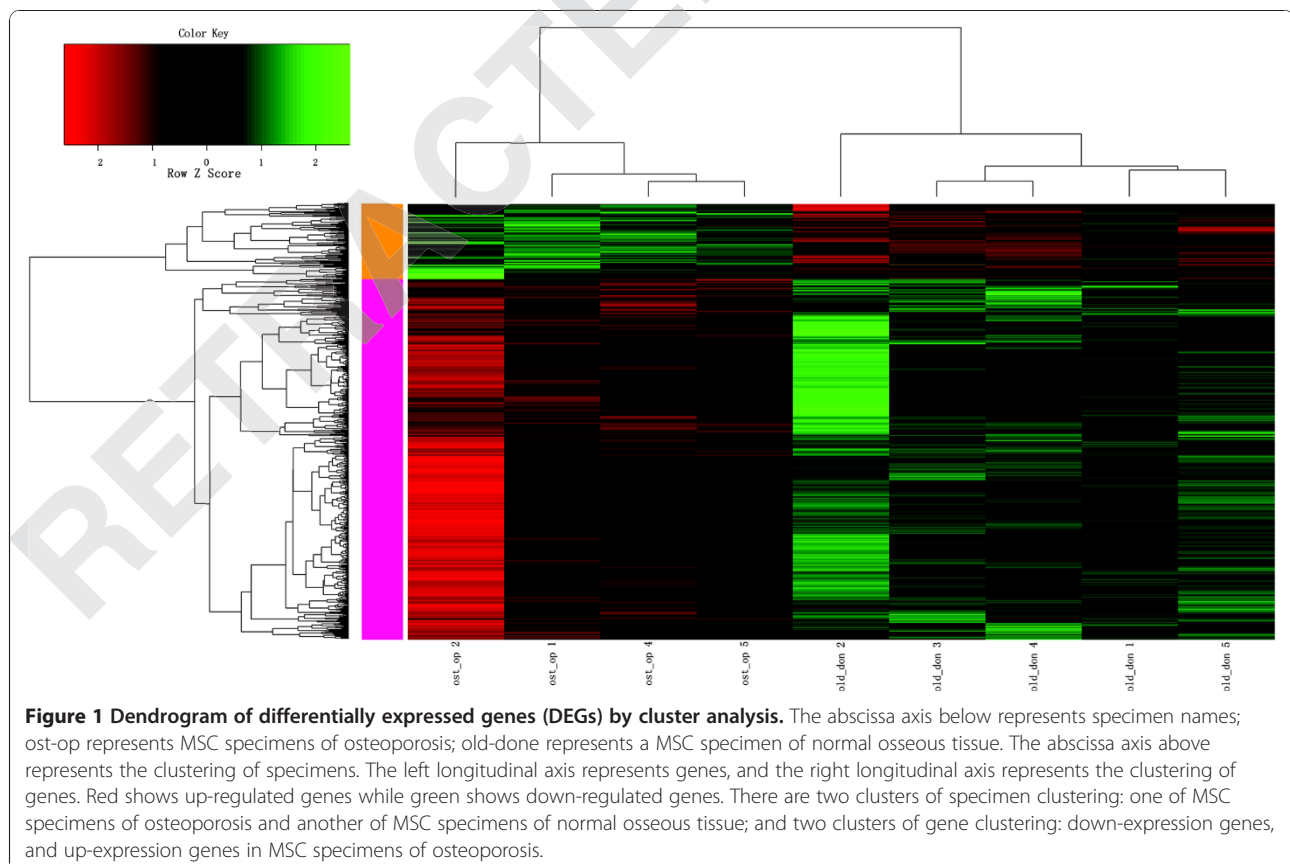 RETRACTE
Color Key
2 1 0 1 2
Row Z Score
ost_op 2
ost_op 1
ost_op 4
ost_op 5
old_don 2
old_don 3
old_don 4
old_don 1
old_don 5
Figure 1 Dendrogram of differentially expressed genes (DEGs) by cluster analysis. The abscissa axis below represents specimen names;
ost-op represents MSC specimens of osteoporosis; old-done represents a MSC specimen of normal osseous tissue. The abscissa axis above
represents the clustering of specimens. The left longitudinal axis represents genes, and the right longitudinal axis represents the clustering of
genes. Red shows up-regulated genes while green shows down-regulated genes. There are two clusters of specimen clustering: one of MSC
specimens of osteoporosis and another of MSC specimens of normal osseous tissue; and two clusters of gene clustering: down-expression genes,
and up-expression genes in MSC specimens of osteoporosis.